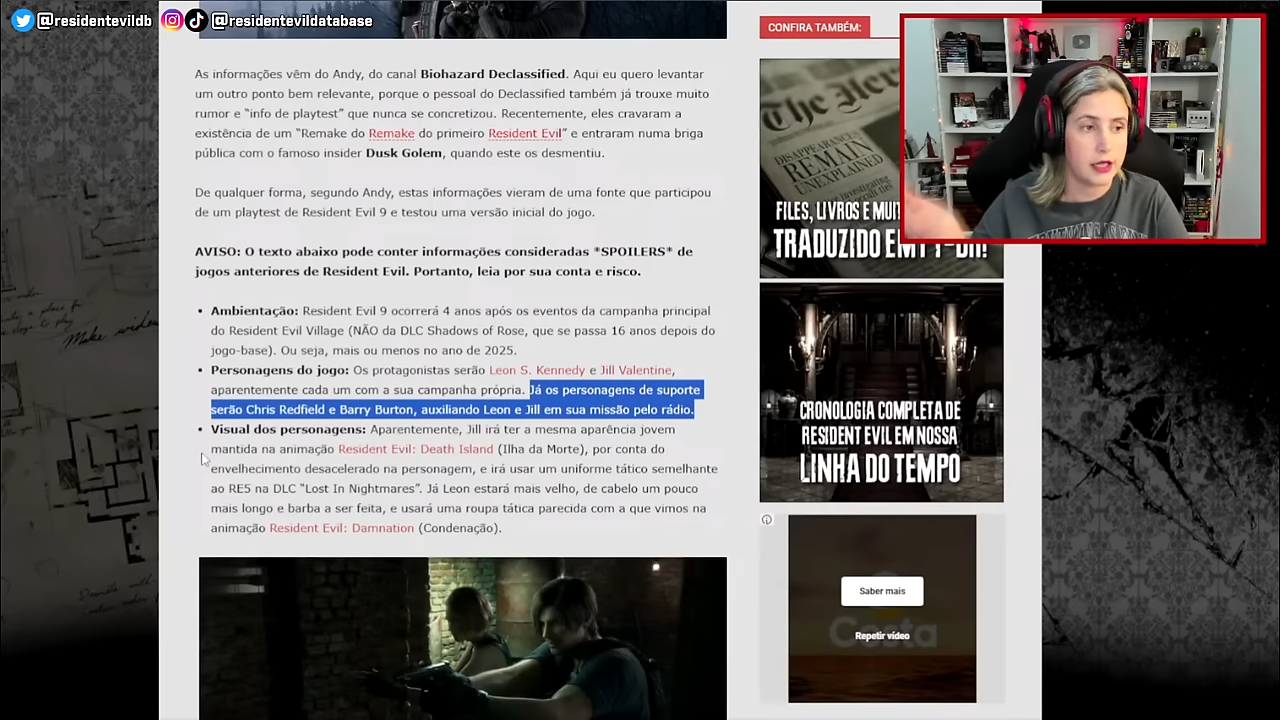 @residentevildb @residentevildatabase
As informações vêm do Andy, do canal Biohazard Declassified. Aqui eu quero levantar
um outro ponto bem relevante, porque o pessoal do Declassified também já trouxe muito
rumor e “info de playtest” que nunca se concretizou. Recentemente, eles cravaram a
existência de um “Remake do Remake do primeiro Resident Evil” e entraram numa briga
pública com o famoso insider Dusk Golem, quando este os desmentiu.
De qualquer forma, segundo Andy, estas informações vieram de uma fonte que participou
de um playtest de Resident Evil 9 e testou uma versão inicial do jogo.
AVISO: O texto abaixo pode conter informações consideradas *SPOILERS* de
jogos anteriores de Resident Evil. Portanto, leia por sua conta e risco.
• Ambientação: Resident Evil 9 ocorrerá 4 anos após os eventos da campanha principal
do Resident Evil Village (NÃO da DLC Shadows of Rose, que se passa 16 anos depois do
jogo-base). Ou seja, mais ou menos no ano de 2025.
• Personagens do jogo: Os protagonistas serão Leon S. Kennedy e Jill Valentine,
aparentemente cada um com a sua campanha própria. Já os personagens de suporte
serão Chris Redfield e Barry Burton, auxiliando Leon e Jill em sua missão pelo rádio.
• Visual dos personagens: Aparentemente, Jill irá ter a mesma aparência jovem
mantida na animação Resident Evil: Death Island (Ilha da Morte), por conta do
envelhecimento desacelerado na personagem, e irá usar um uniforme tático semelhante
ao RE5 na DLC “Lost In Nightmares”. Já Leon estará mais velho, de cabelo um pouco
mais longo e barba a ser feita, e usará uma roupa tática parecida com a que vimos na
animação Resident Evil: Damnation (Condenação).
CONFIRA TAMBÉM:
The
DISAPPEARANCES
REMAIN
UNEXPLAINED
FILES, LIVROS E
TRADUZIDO EM PT-BR!
CRONOLOGIA COMPLETA DE
RESIDENT EVIL EM NOSSA
LINHA DO TEMPO
Saber mais
Costa
Repetir vídeo